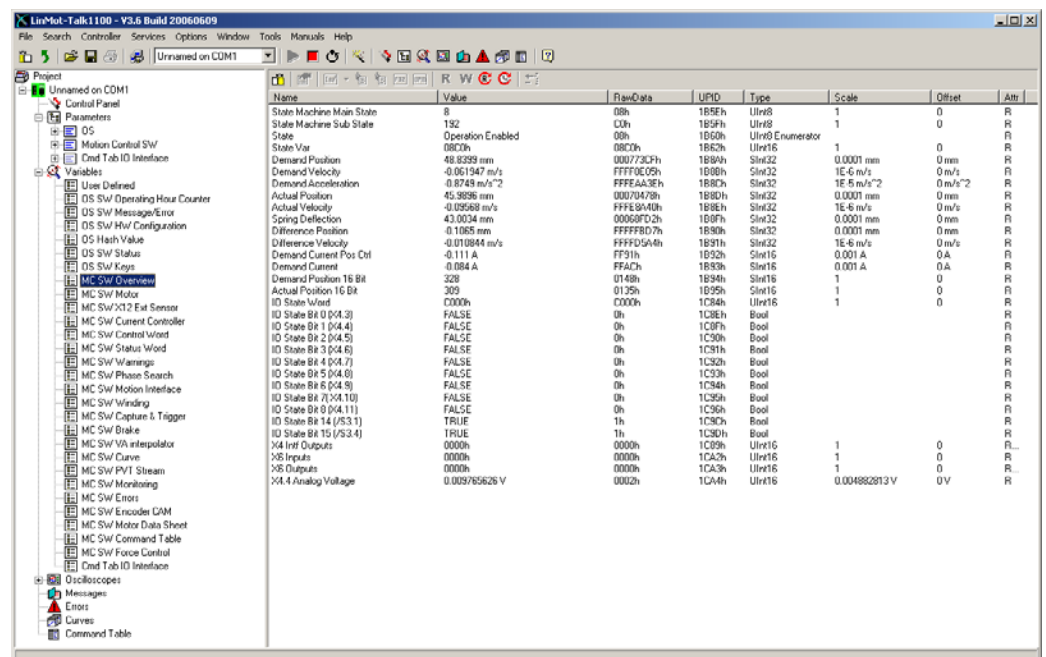 LinMot-Talk1100 - V3.6 Build 20060609
File Search Controller Services Options Window Tools Manuals Help
Unnamed on COM1
R W
Project
Unnamed on COM1
Control Panel
Parameters
OS
Motion Control SW
Cmd Tab IO Interface
Variables
User Defined
OS SW Operating Hour Counter
OS SW Message/Error
OS SW HW Configuration
OS Hash Value
OS SW Status
OS SW Keys
MC SW Overview
MC SW Motor
MC SW X12 Ext Sensor
MC SW Current Controller
MC SW Control Word
MC SW Status Word
MC SW Warnings
MC SW Phase Search
MC SW Motion Interface
MC SW Winding
MC SW Capture & Trigger
MC SW Brake
MC SW VA interpolator
MC SW Curve
MC SW PVT Stream
MC SW Monitoring
MC SW Errors
MC SW Encoder CAM
MC SW Motor Data Sheet
MC SW Command Table
MC SW Force Control
Cmd Tab IO Interface
Oscilloscopes
Messages
Errors
Curves
Command Table
Name Value RawData UPID Type Scale Offset Attr
State Machine Main State 8 08h 1B5Eh UInt8 1 0 R
State Machine Sub State 192 C0h 1B5Fh UInt8 1 0 R
State Operation Enabled 08h 1B60h UInt8 Enumerator R
State Var 08C0h 08C0h 1B62h UInt16 1 0 R
Demand Position 48.8399 mm 000773CFh 1B8Ah SInt32 0.0001 mm 0 mm R
Demand Velocity -0.061947 m/s FFFF0E05h 1B8Bh SInt32 1E-6 m/s 0 m/s R
Demand Acceleration -0.8749 m/s^2 FFFEAA3Eh 1B8Ch SInt32 1E-5 m/s^2 0 m/s^2 R
Actual Position 45.9896 mm 00070478h 1B8Dh SInt32 0.0001 mm 0 mm R
Actual Velocity -0.09568 m/s FFFE8A40h 1B8Eh SInt32 1E-6 m/s 0 m/s R
Spring Deflection 43.0034 mm 00068FD2h 1B8Fh SInt32 0.0001 mm 0 mm R
Difference Position -0.1065 mm FFFFFBD7h 1B90h SInt32 0.0001 mm 0 mm R
Difference Velocity -0.010844 m/s FFFFD5A4h 1B91h SInt32 1E-6 m/s 0 m/s R
Demand Current Pos Ctrl -0.111 A FF91h 1B92h SInt16 0.001 A 0 A R
Demand Current -0.084 A FFACh 1B93h SInt16 0.001 A 0 A R
Demand Position 16 Bit 328 0148h 1B94h SInt16 1 0 R
Actual Position 16 Bit 309 0135h 1B95h SInt16 1 0 R
IO State Word C000h C000h 1C84h UInt16 1 0 R
IO State Bit 0 (X4.3) FALSE 0h 1C8Eh Bool R
IO State Bit 1 (X4.4) FALSE 0h 1C8Fh Bool R
IO State Bit 2 (X4.5) FALSE 0h 1C90h Bool R
IO State Bit 3 (X4.6) FALSE 0h 1C91h Bool R
IO State Bit 4 (X4.7) FALSE 0h 1C92h Bool R
IO State Bit 5 (X4.8) FALSE 0h 1C93h Bool R
IO State Bit 6 (X4.9) FALSE 0h 1C94h Bool R
IO State Bit 7( X4.10) FALSE 0h 1C95h Bool R
IO State Bit 8 (X4.11) FALSE 0h 1C96h Bool R
IO State Bit 14 (/S3.1) TRUE 1h 1C9Ch Bool R
IO State Bit 15 (/S3.4) TRUE 1h 1C9Dh Bool R
X4 Intf Outputs 0000h 0000h 1C89h UInt16 1 0 R...
X6 Inputs 0000h 0000h 1CA2h UInt16 1 0 R
X6 Outputs 0000h 0000h 1CA3h UInt16 1 0 R...
X4.4 Analog Voltage 0.009765626 V 0002h 1CA4h UInt16 0.004882813 V 0 V R